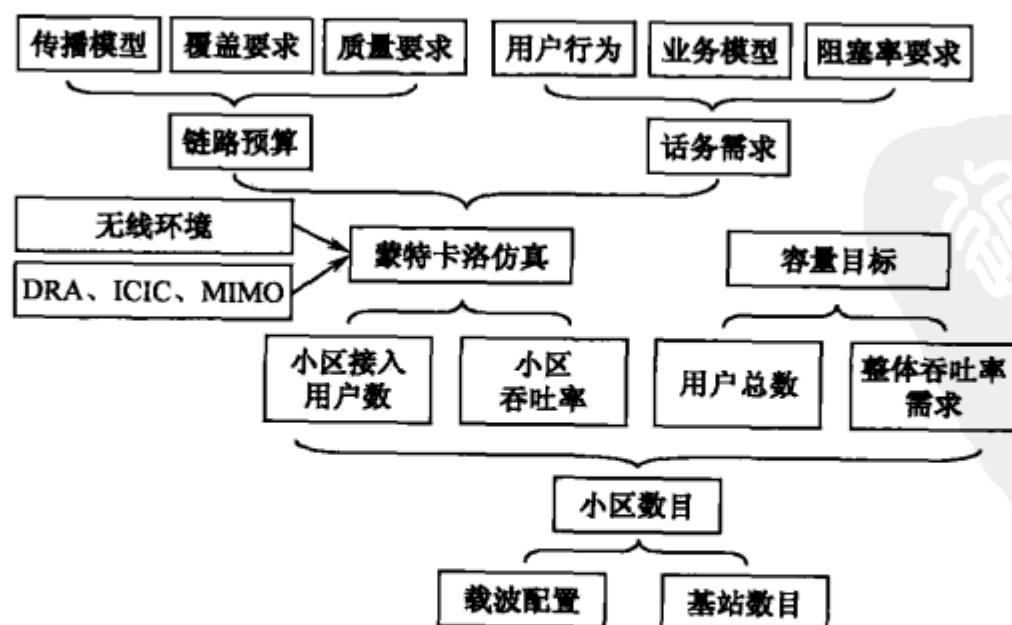 传播模型 覆盖要求 质量要求 用户行为 业务模型 阻塞率要求
链路预算 话务需求
无线环境
蒙特卡洛仿真 容量目标
DRA、ICIC、MIMO
小区接入
用户数
小区
吞吐率
用户总数
整体吞吐率
需求
小区数目
载波配置 基站数目